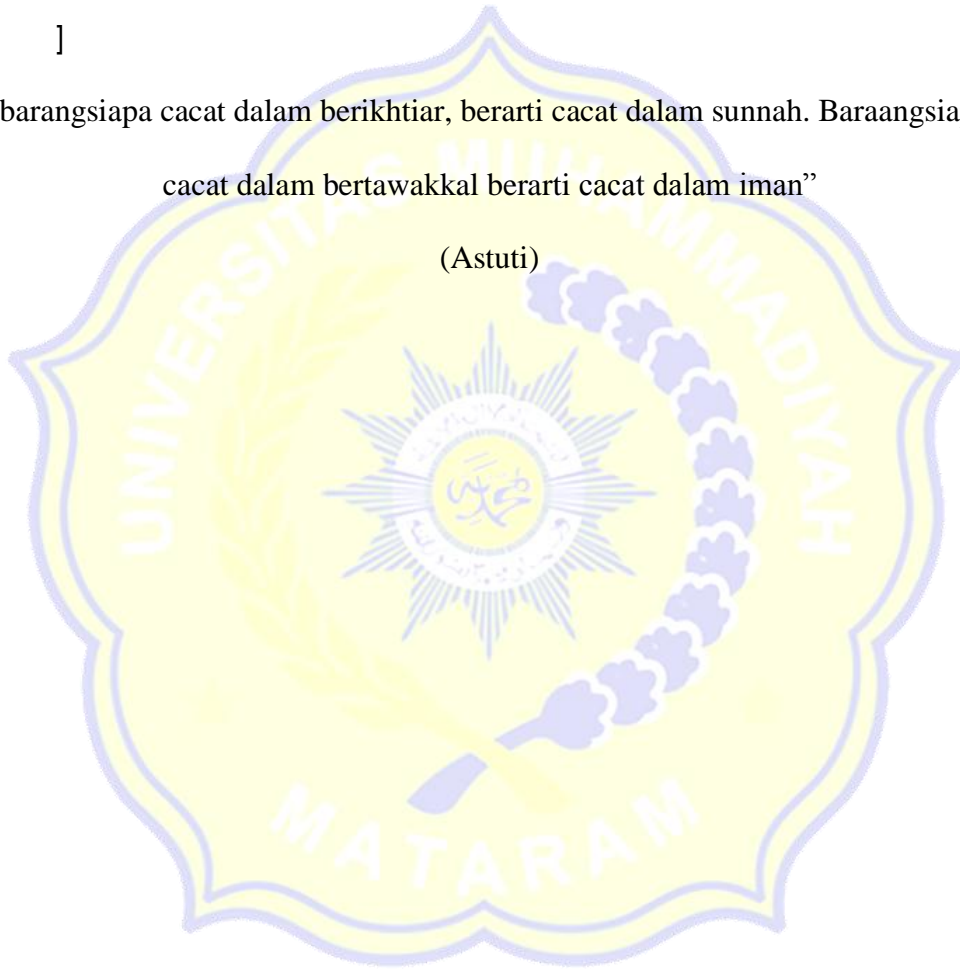 ]
barangsiapa cacat dalam berikhtiar, berarti cacat dalam sunnah. Baraangsia
cacat dalam bertawakkal berarti cacat dalam iman”
(Astuti)
UNIVERSITAS MUHAMMADIYAH
MATARAM